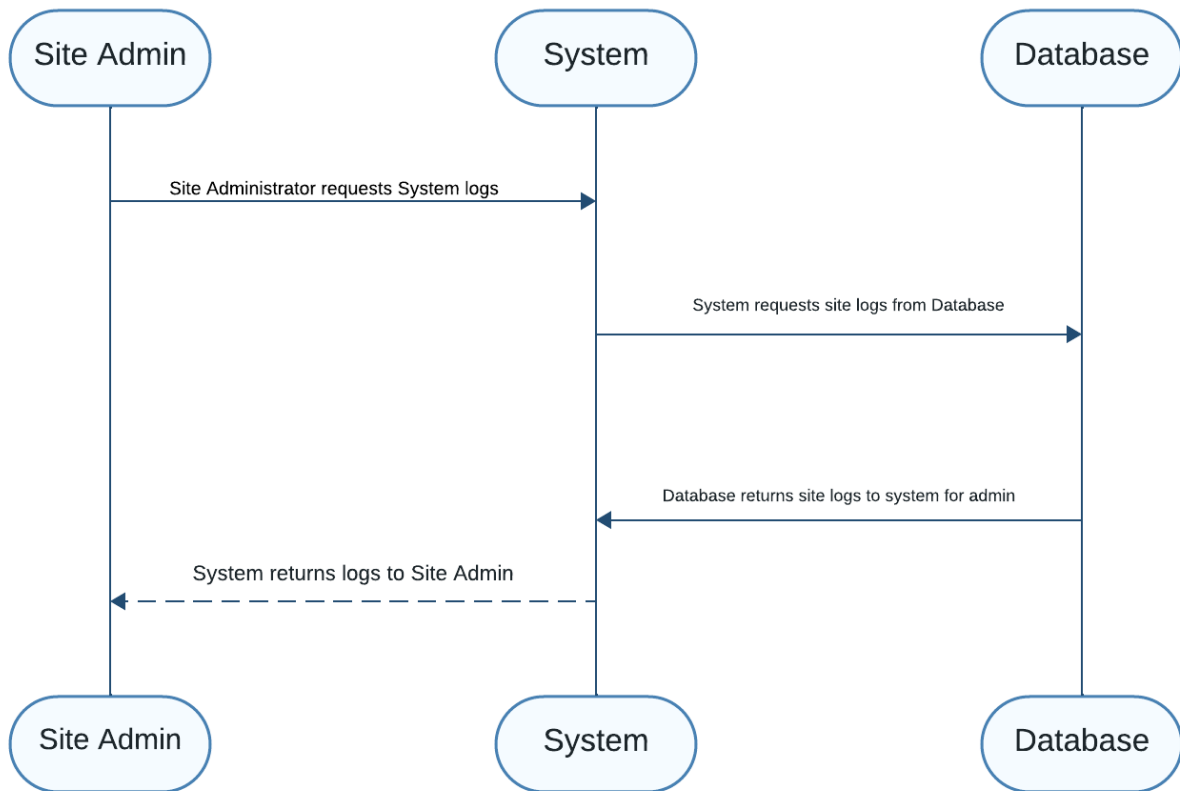 Site Admin
System
Database
Site Administrator requests System logs
System requests site logs from Database
Database returns site logs to system for admin
System returns logs to Site Admin
Site Admin
System
Database